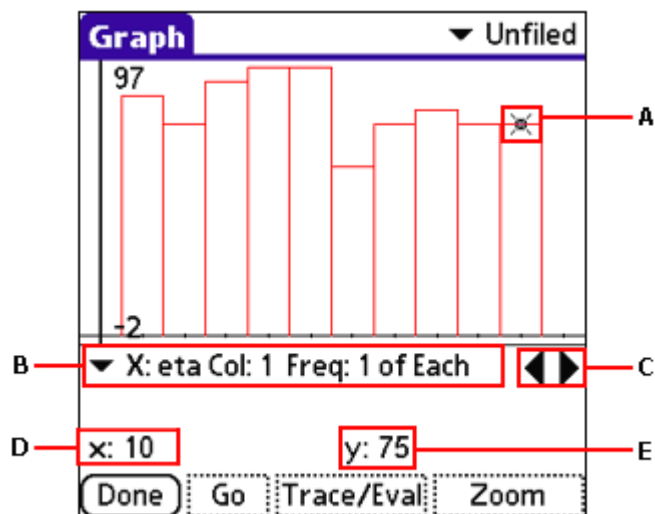 Graph
Unfiled
97
A
-2
B
X: eta Col: 1 Freq: 1 of Each
C
D
x: 10
y: 75
E
Done
Go
Trace/Eval
Zoom